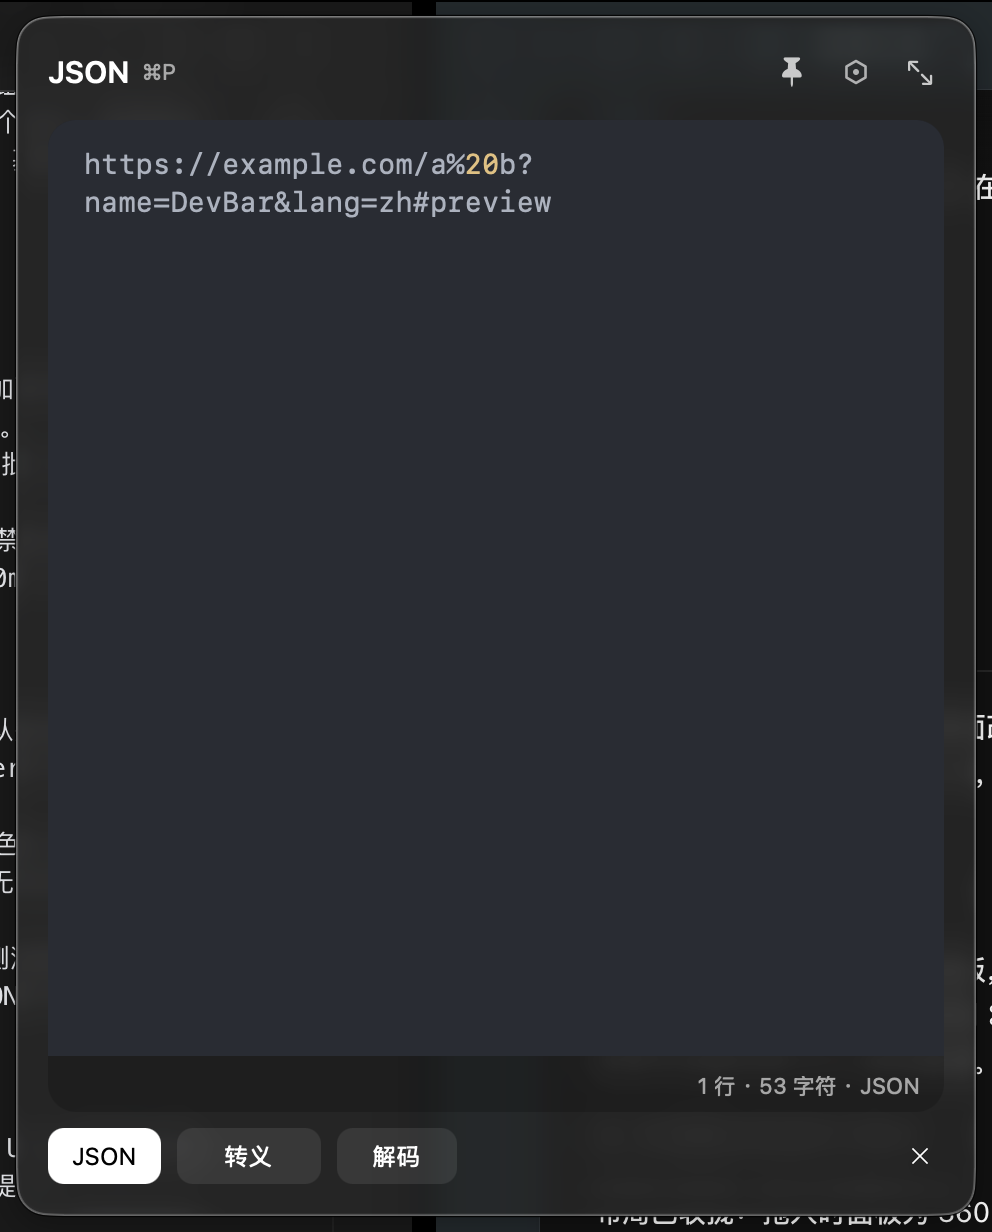 JSON ⌘P
https://example.com/a%20b?
name=DevBar&lang=zh#preview
1 行 · 53 字符 · JSON
JSON
转义
解码